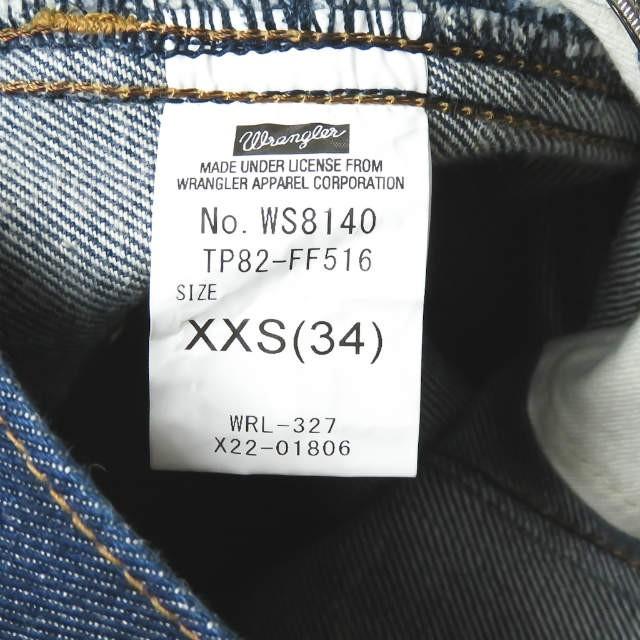 Wrangler
MADE UNDER LICENSE FROM
WRANGLER APPAREL CORPORATION
No. WS8140
TP82-FF516
SIZE
XXS(34)
WRL-327
X22-01806